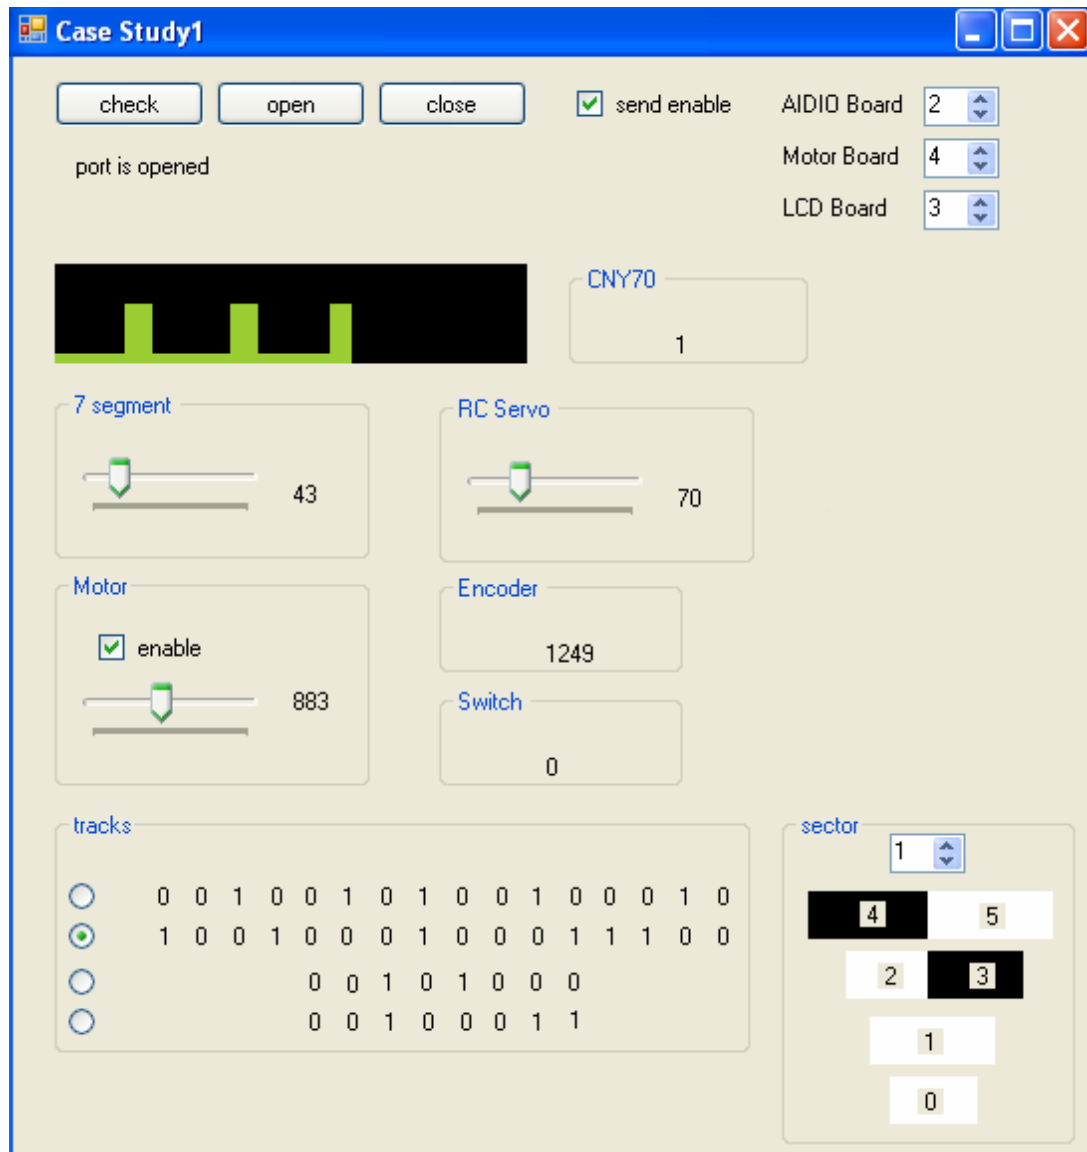 Case Study1
check open close send enable AIDIO Board 2
port is opened Motor Board 4
LCD Board 3
CNY70
1
7 segment RC Servo
43 70
Motor Encoder
enable 1249
883 Switch
0
tracks sector
1
0 0 1 0 0 1 0 1 0 0 1 0 0 0 1 0
1 0 0 1 0 0 0 1 0 0 0 1 1 1 0 0
0 0 1 0 1 0 0 0
0 0 1 0 0 0 1 1
4 5
2 3
1
0